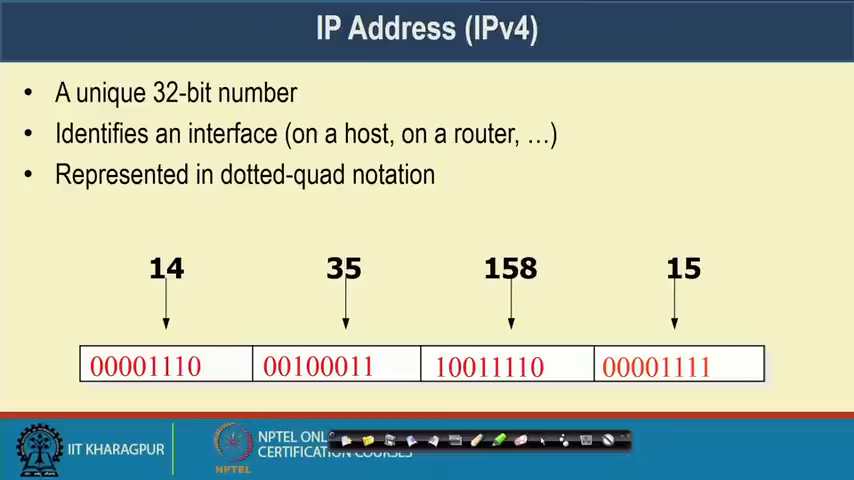 IP Address (IPv4)
• A unique 32-bit number
• Identifies an interface (on a host, on a router, …)
• Represented in dotted-quad notation
14 35 158 15
00001110 00100011 10011110 00001111
IIT KHARAGPUR
NPTEL
NPTEL ONL
CERTIFICATION COURSES